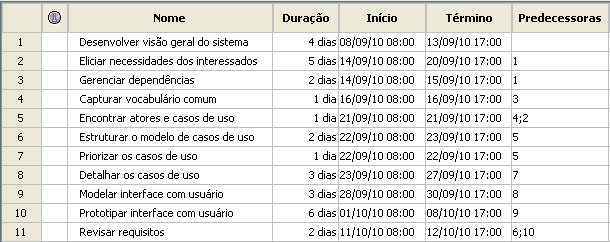 Nome Duração Início Término Predecessoras
1 Desenvolver visão geral do sistema 4 dias 08/09/10 08:00 13/09/10 17:00
2 Eliciar necessidades dos interessados 5 dias 14/09/10 08:00 20/09/10 17:00 1
3 Gerenciar dependências 2 dias 14/09/10 08:00 15/09/10 17:00 1
4 Capturar vocabulário comum 1 dia 16/09/10 08:00 16/09/10 17:00 3
5 Encontrar atores e casos de uso 1 dia 21/09/10 08:00 21/09/10 17:00 4;2
6 Estruturar o modelo de casos de uso 2 dias 22/09/10 08:00 23/09/10 17:00 5
7 Priorizar os casos de uso 1 dia 22/09/10 08:00 22/09/10 17:00 5
8 Detalhar os casos de uso 3 dias 23/09/10 08:00 27/09/10 17:00 7
9 Modelar interface com usuário 3 dias 28/09/10 08:00 30/09/10 17:00 8
10 Prototipar interface com usuário 6 dias 01/10/10 08:00 08/10/10 17:00 9
11 Revisar requisitos 2 dias 11/10/10 08:00 12/10/10 17:00 6;10